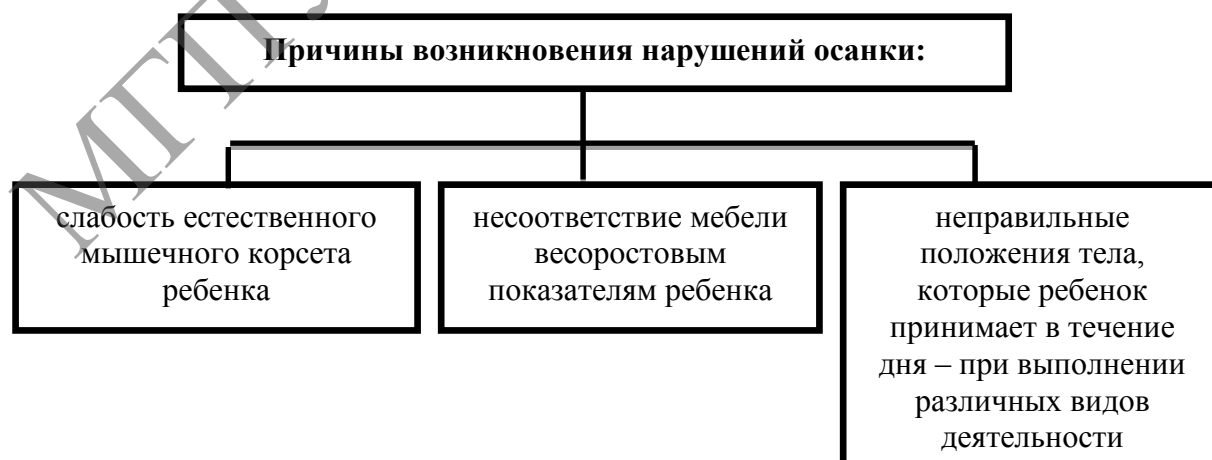 Причины возникновения нарушений осанки:
слабость естественного
мышечного корсета
ребенка
несоответствие мебели
весоростовым
показателям ребенка
неправильные
положения тела,
которые ребенок
принимает в течение
дня – при выполнении
различных видов
деятельности